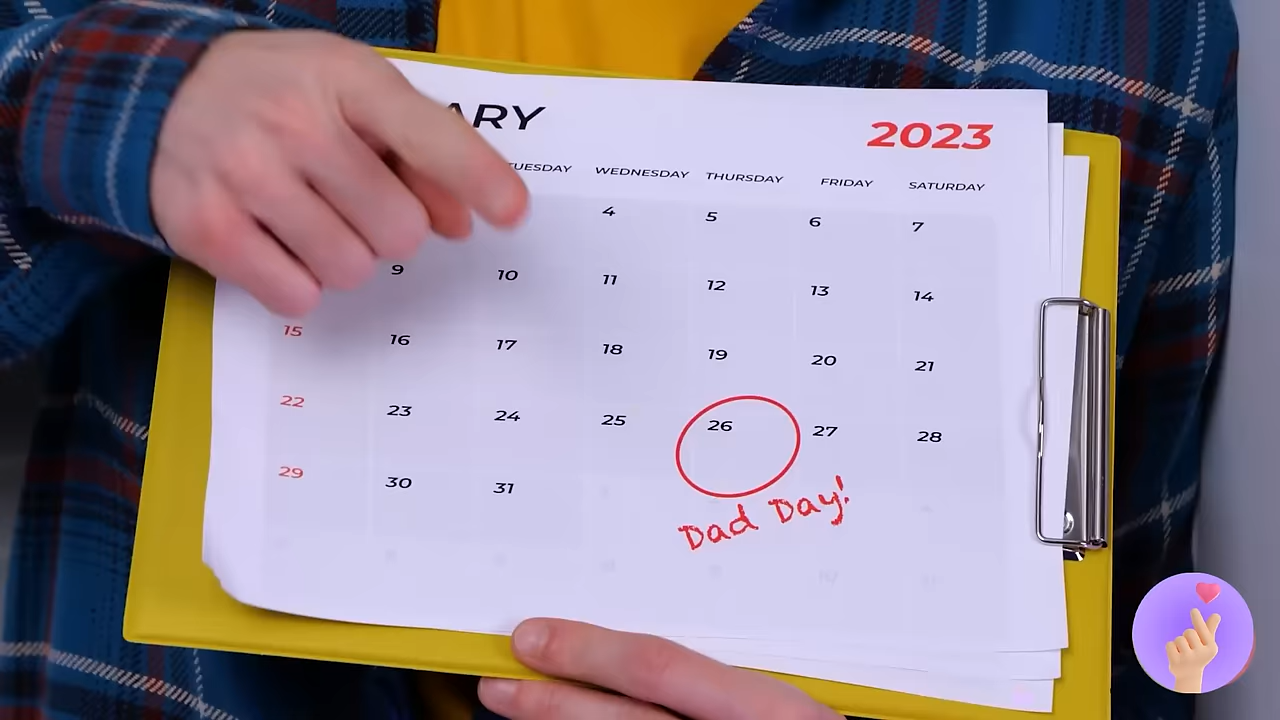 ARY
2023
TUESDAY WEDNESDAY THURSDAY FRIDAY SATURDAY
4 5 6 7
9 10 11 12 13 14
15 16 17 18 19 20 21
22 23 24 25 26 27 28
29 30 31
Dad Day!